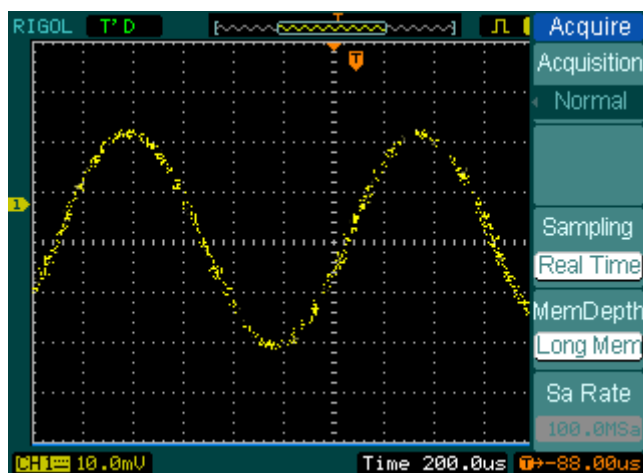 RIGOL T'D
T
Acquire
T
Acquisition
Normal
1
Sampling
Real Time
MemDepth
Long Mem
Sa Rate
100.0MSa
CH1 10.0mV Time 200.0us T→-88.00us